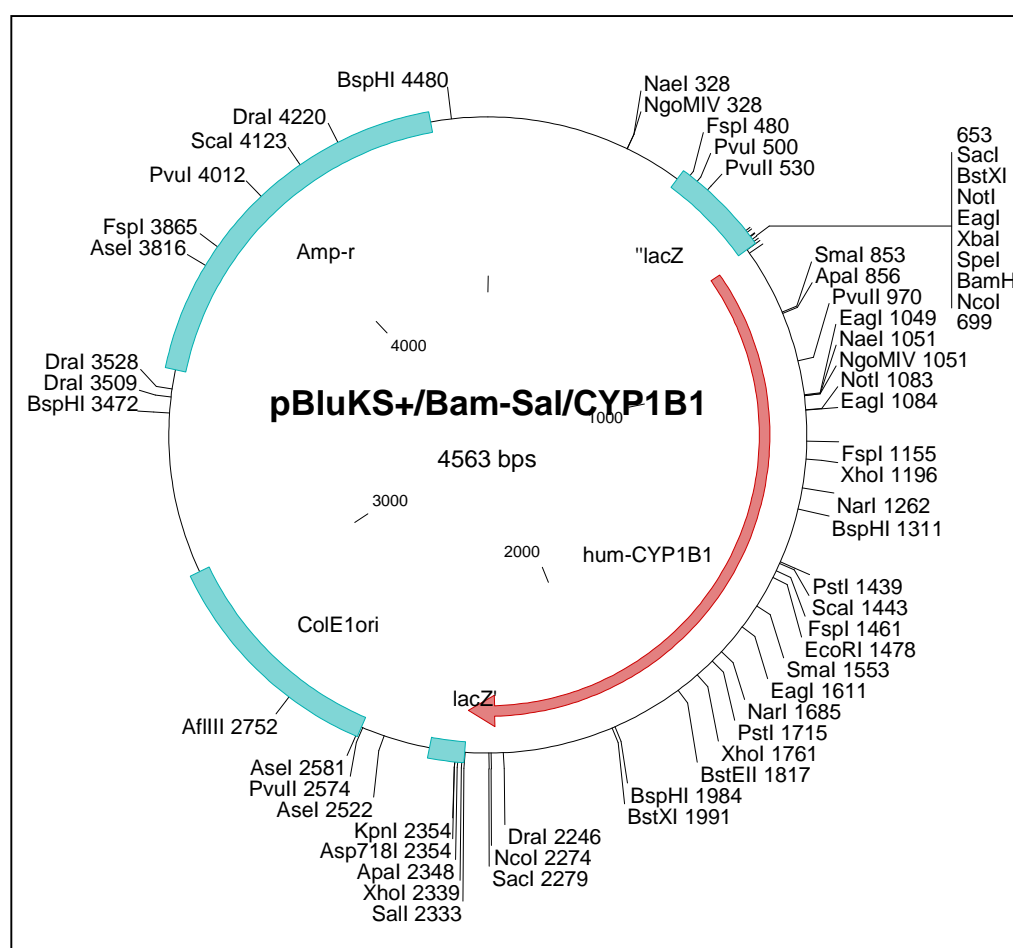 BspHI 4480
DraI 4220
ScaI 4123
PvuI 4012
FspI 3865
AseI 3816
Amp-r
NaeI 328
NgoMIV 328
FspI 480
PvuI 500
PvuII 530
"lacZ
653
SacI
BstXI
NotI
EagI
XbaI
SpeI
BamH
NcoI
699
SmaI 853
ApaI 856
PvuII 970
EagI 1049
NaeI 1051
NgoMIV 1051
NotI 1083
EagI 1084
4000
DraI 3528
DraI 3509
BspHI 3472
pBluKS+/Bam-Sal/CYP1B1
1000
4563 bps
FspI 1155
XhoI 1196
NarI 1262
BspHI 1311
3000
2000
hum-CYP1B1
PstI 1439
ScaI 1443
FspI 1461
EcoRI 1478
SmaI 1553
EagI 1611
NarI 1685
PstI 1715
XhoI 1761
BstEII 1817
BspHI 1984
BstXI 1991
ColE1ori
lacZ'
AflIII 2752
AseI 2581
PvuII 2574
AseI 2522
KpnI 2354
Asp718I 2354
ApaI 2348
XhoI 2339
SalI 2333
DraI 2246
NcoI 2274
SacI 2279